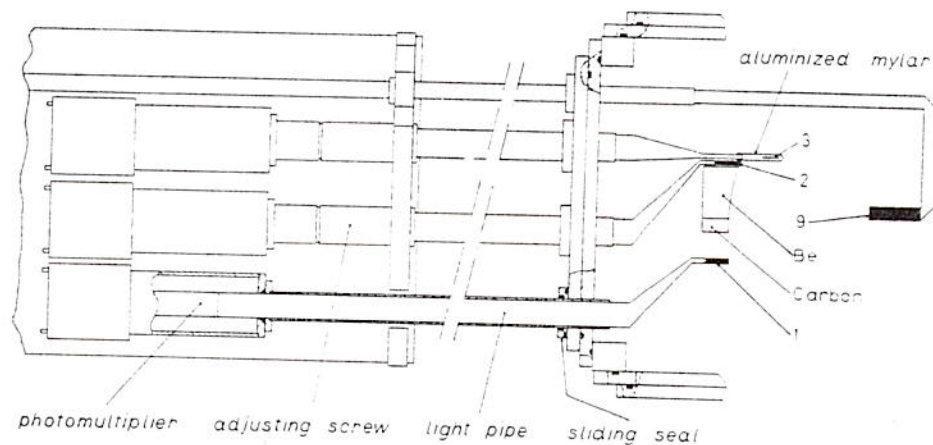 aluminized mylar
3
2
9
Be
Carbon
1
photomultiplier
adjusting screw
light pipe
sliding seal